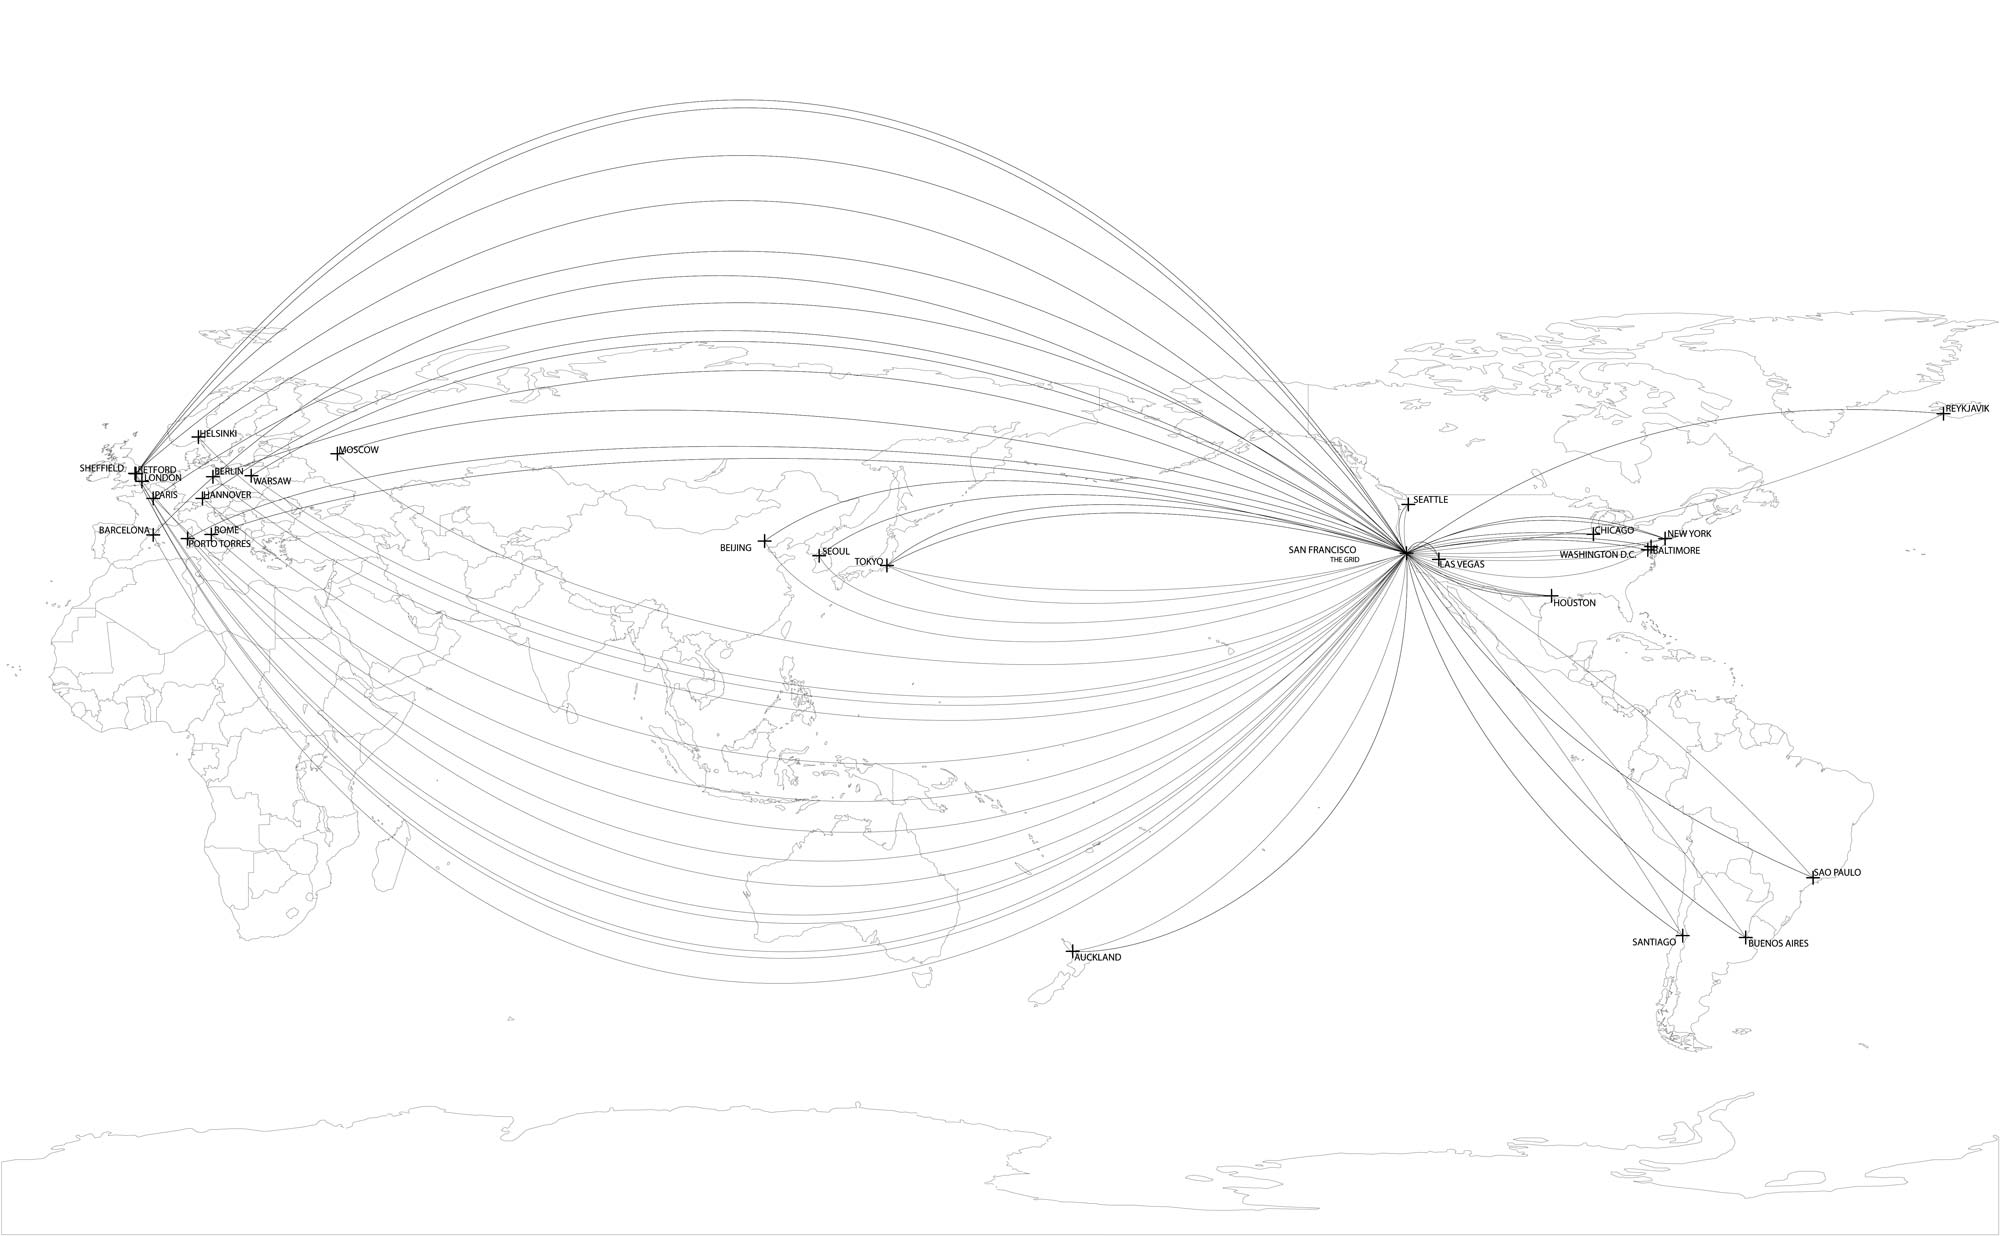 REYKJAVIK
HELSINKI
MOSCOW
SHEFFIELD
RETFORD
BERLIN
LONDON
WARSAW
PARIS
HANNOVER
SEATTLE
BARCELONA
ROME
CHICAGO
NEW YORK
PORTO TORRES
BEIJING
SEOUL
SAN FRANCISCO
THE GRID
WASHINGTON D.C.
BALTIMORE
TOKYO
LAS VEGAS
HOUSTON
SAO PAULO
SANTIAGO
BUENOS AIRES
AUCKLAND